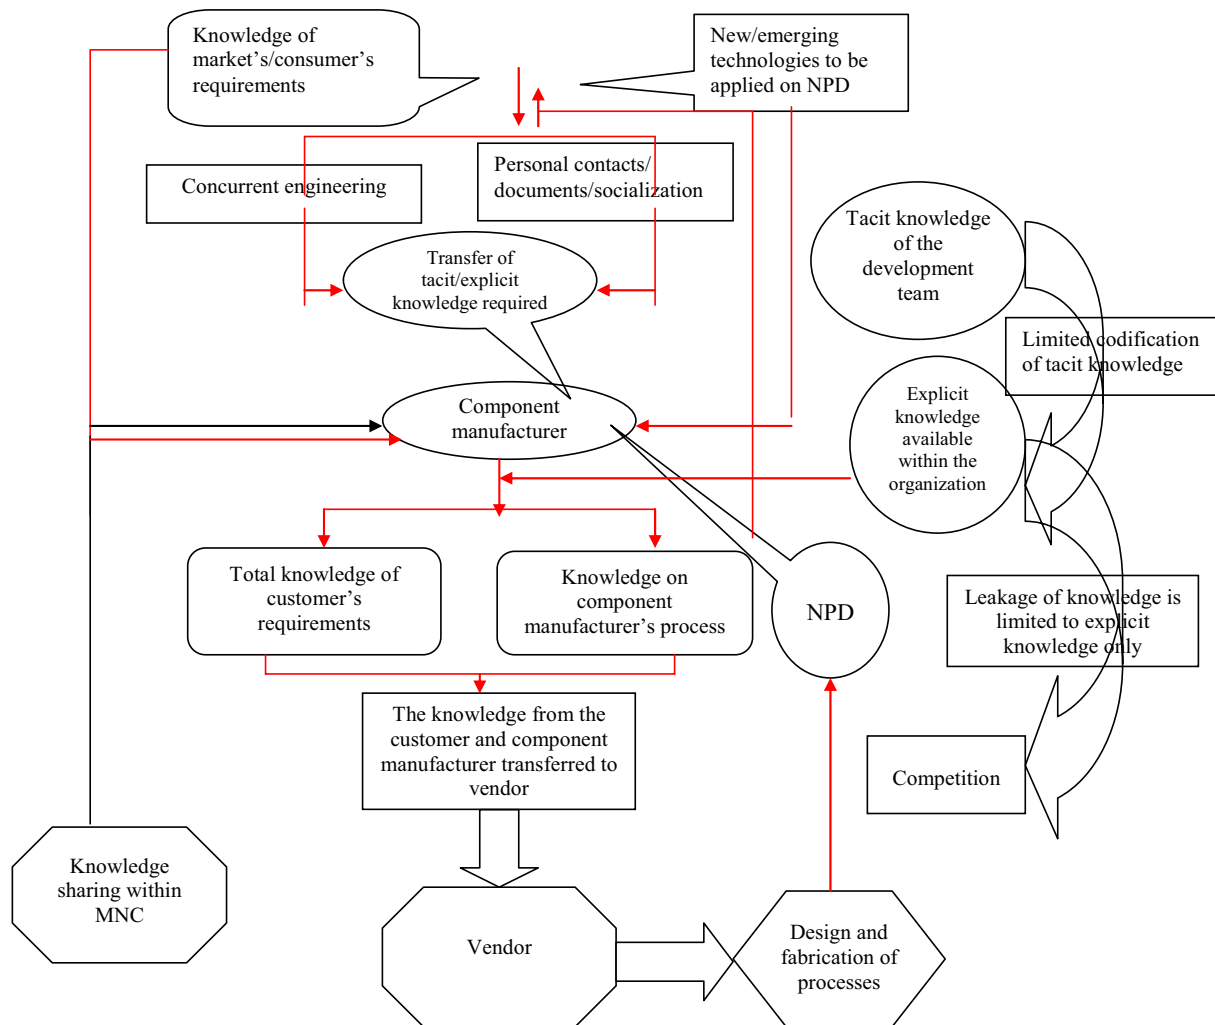 Knowledge of
market’s/consumer’s
requirements
New/emerging
technologies to be
applied on NPD
Concurrent engineering
Personal contacts/
documents/socialization
Transfer of
tacit/explicit
knowledge required
Tacit knowledge
of the
development
team
Limited codification
of tacit knowledge
Component
manufacturer
Explicit
knowledge
available
within the
organization
Total knowledge of
customer’s
requirements
Knowledge on
component
manufacturer’s process
NPD
Leakage of knowledge is
limited to explicit
knowledge only
The knowledge from the
customer and component
manufacturer transferred to
vendor
Competition
Knowledge
sharing within
MNC
Vendor
Design and
fabrication of
processes